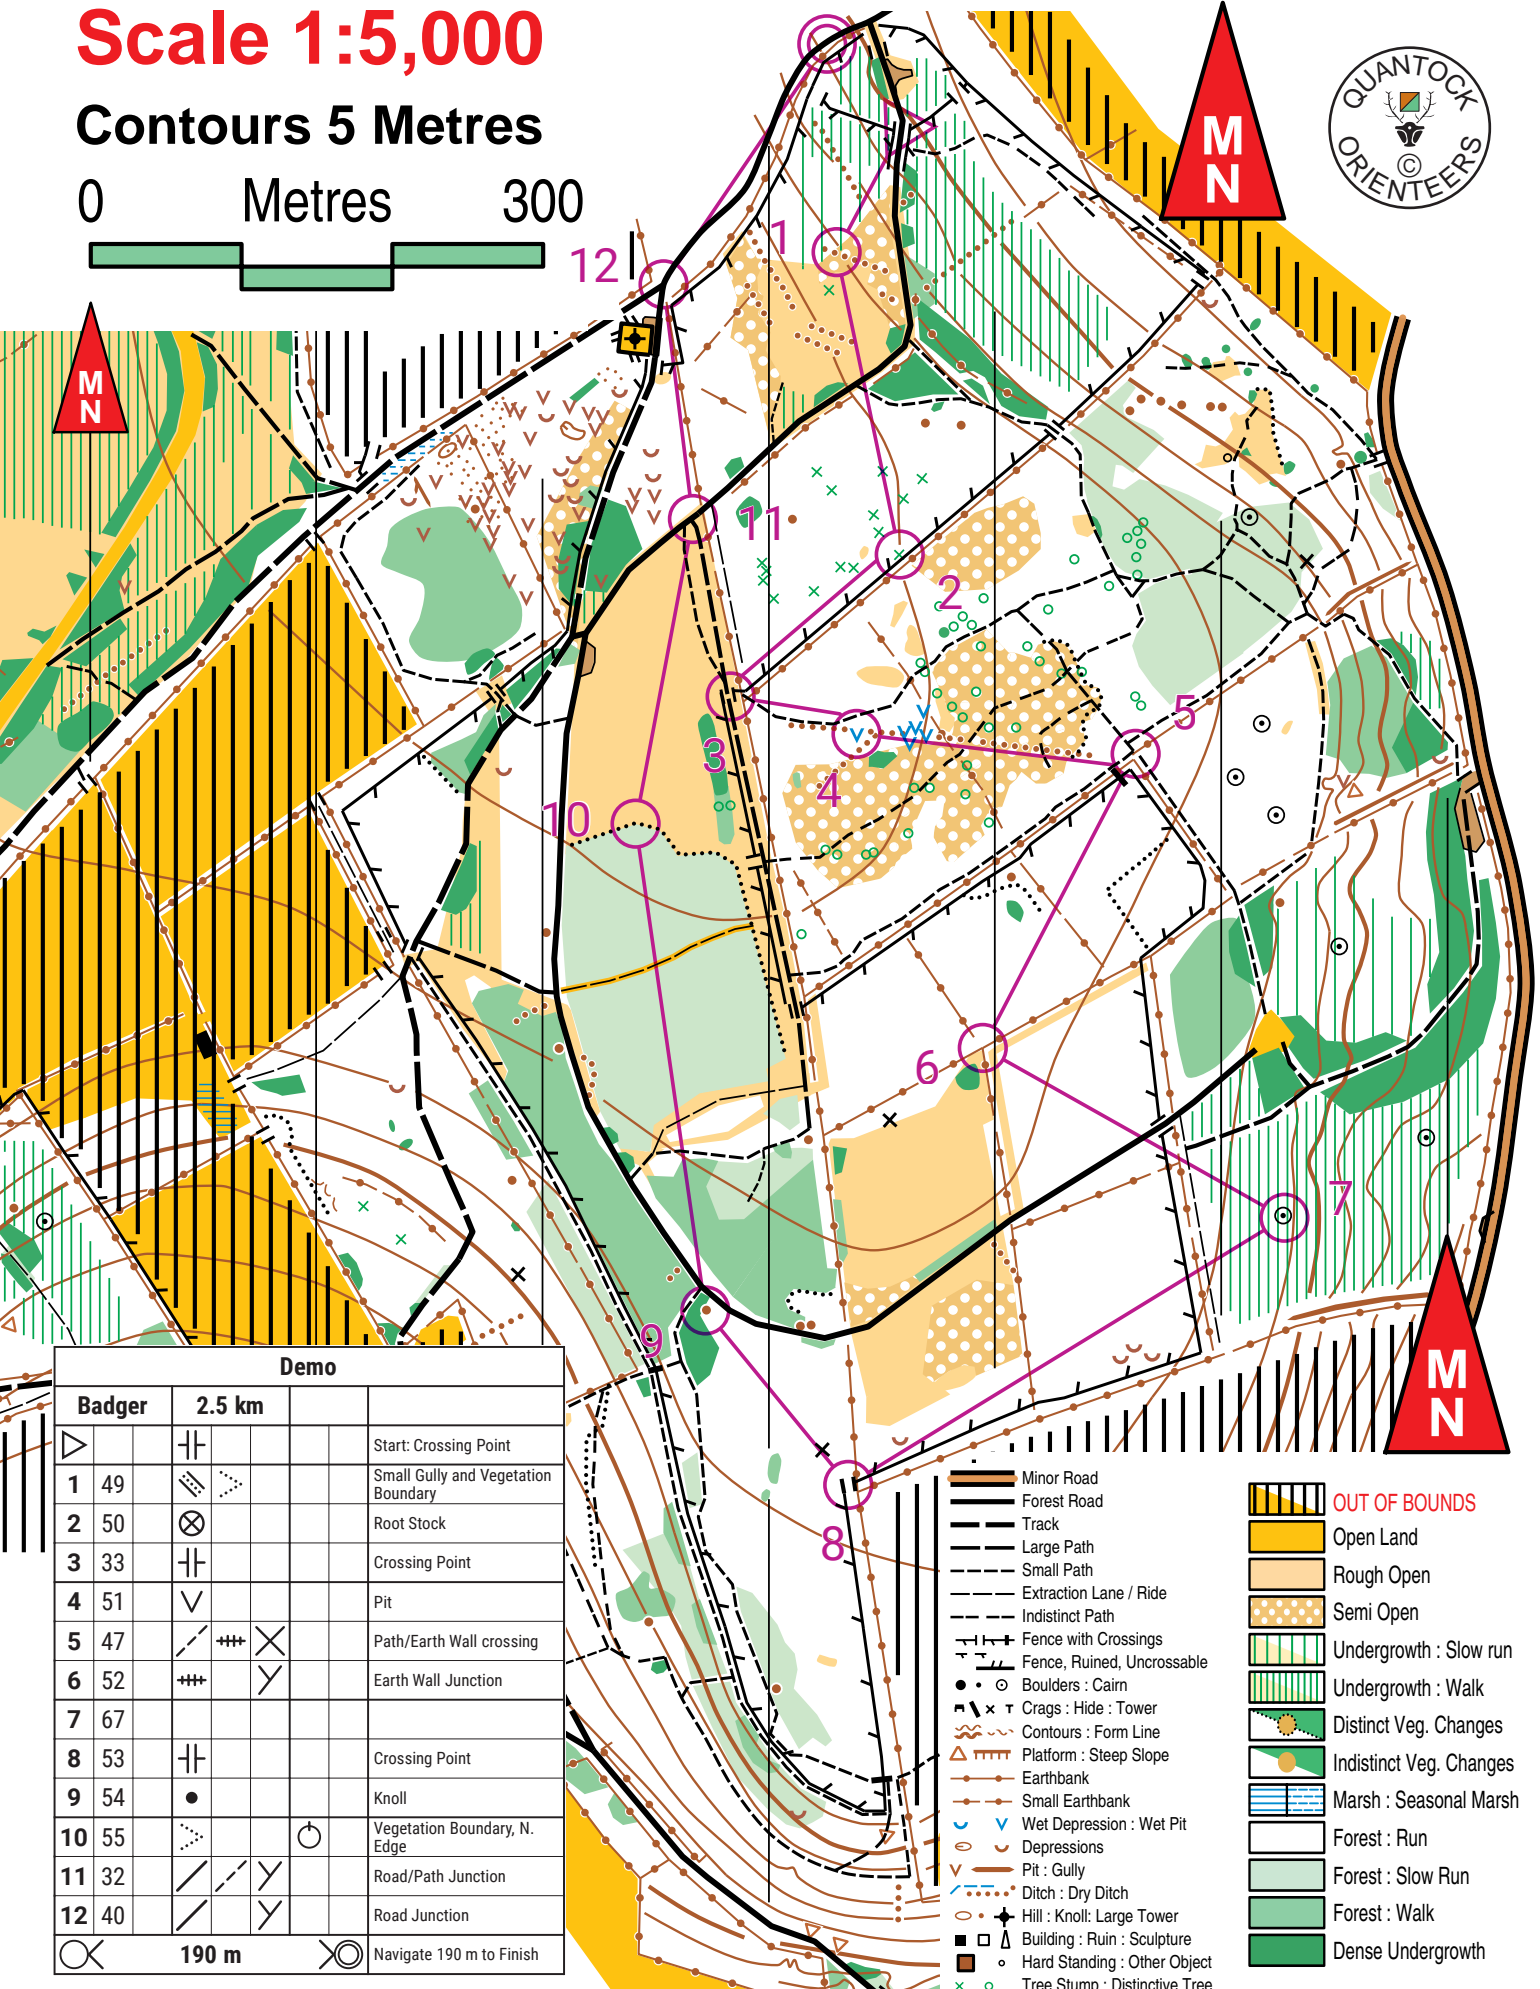 Scale 1:5,000
Contours 5 Metres
0 Metres 300
QUANTOCK
ORIENTEERS
©
M
N
M
N
M
N
1
2
3
4
5
6
7
8
9
10
11
12
Demo
Badger 2.5 km
Start: Crossing Point
1 49 Small Gully and Vegetation
Boundary
2 50 Root Stock
3 33 Crossing Point
4 51 Pit
5 47 Path/Earth Wall crossing
6 52 Earth Wall Junction
7 67
8 53 Crossing Point
9 54 Knoll
10 55 Vegetation Boundary, N.
Edge
11 32 Road/Path Junction
12 40 Road Junction
190 m Navigate 190 m to Finish
Minor Road
Forest Road
Track
Large Path
Small Path
Extraction Lane / Ride
Indistinct Path
Fence with Crossings
Fence, Ruined, Uncrossable
Boulders : Cairn
Crags : Hide : Tower
Contours : Form Line
Platform : Steep Slope
Earthbank
Small Earthbank
Wet Depression : Wet Pit
Depressions
Pit : Gully
Ditch : Dry Ditch
Hill : Knoll: Large Tower
Building : Ruin : Sculpture
Hard Standing : Other Object
Tree Stump : Distinctive Tree
OUT OF BOUNDS
Open Land
Rough Open
Semi Open
Undergrowth : Slow run
Undergrowth : Walk
Distinct Veg. Changes
Indistinct Veg. Changes
Marsh : Seasonal Marsh
Forest : Run
Forest : Slow Run
Forest : Walk
Dense Undergrowth